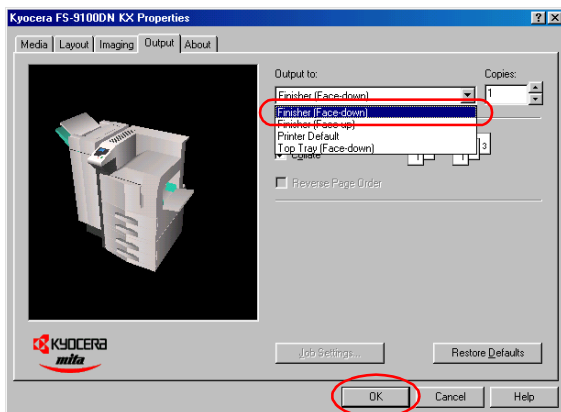 Kyocera FS-9100DN KX Properties
Media Layout Imaging Output About
Output to: Copies:
Finisher (Face-down) 1
Finisher (Face-down)
Finisher (Face-up)
Printer Default
Top Tray (Face-down)
Collate 3
Reverse Page Order
KYOCERA
mita
Job Settings... Restore Defaults
OK Cancel Help